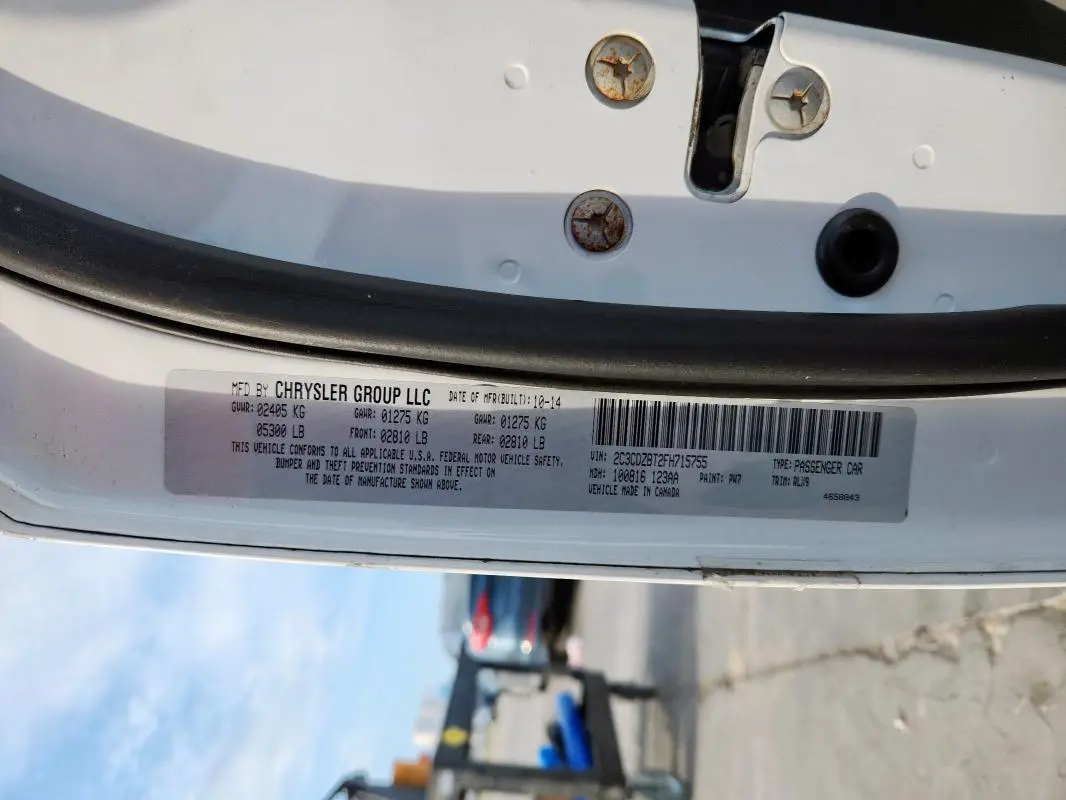 MFD BY CHRYSLER GROUP LLC DATE OF MFR(BUILT): 10-14
GVWR: 02405 KG GAWR: 01275 KG GAWR: 01275 KG
05300 LB FRONT: 02810 LB REAR: 02810 LB
THIS VEHICLE CONFORMS TO ALL APPLICABLE U.S.A. FEDERAL MOTOR VEHICLE SAFETY,
BUMPER AND THEFT PREVENTION STANDARDS IN EFFECT ON
THE DATE OF MANUFACTURE SHOWN ABOVE.
VIN: 2C3CDZBT2FH715755 TYPE: PASSENGER CAR
MDH: 100816 123AA PAINT: PW7 TRIM: RLX9
VEHICLE MADE IN CANADA 4658943